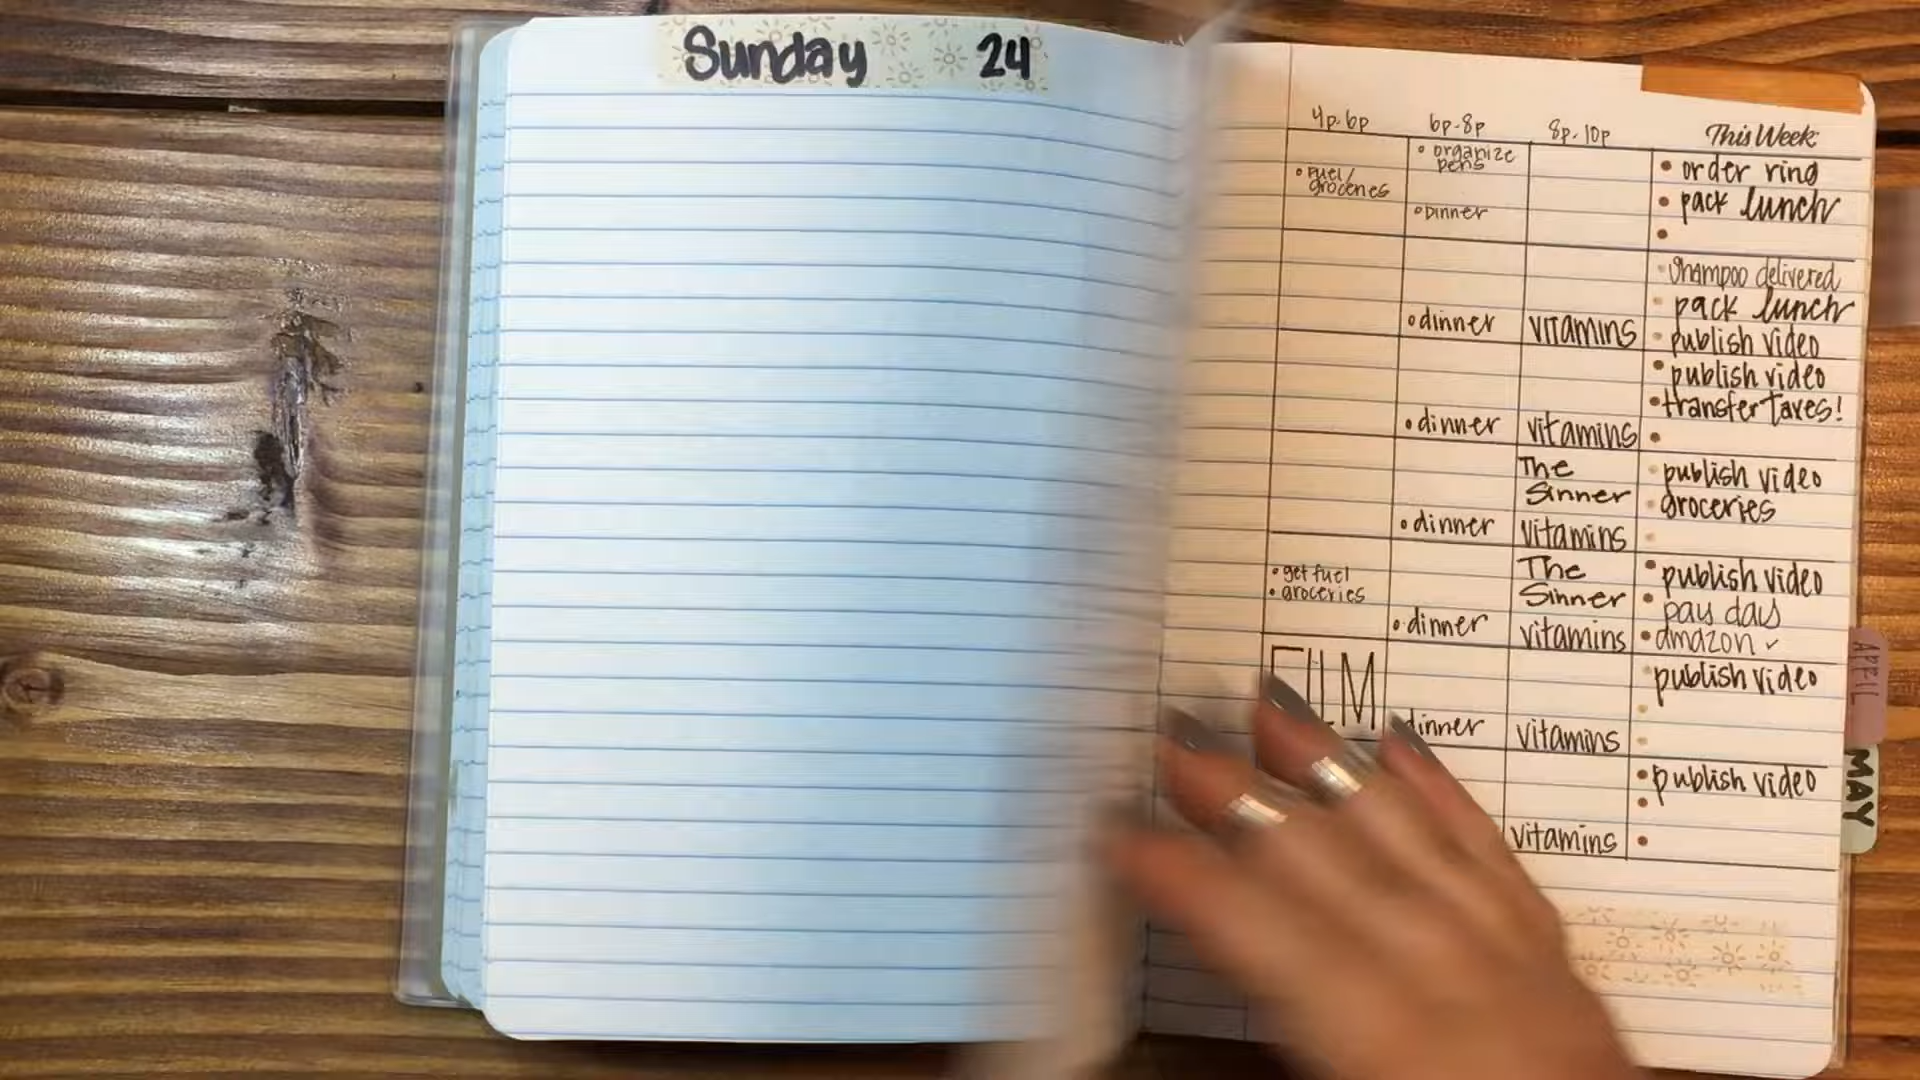 Sunday 24
4p-6p 6p-8p 8p-10p This Week
• organize
pens
• Fuel/
groceries
• Dinner
• order ring
• pack lunch
•
• dinner
vitamins
• Shampoo delivered
• pack lunch
• publish video
• dinner
vitamins
• publish video
• transfer taxes!
•
• dinner
The
Sinner
vitamins
• publish video
• groceries
•
• get fuel
• groceries
• dinner
The
Sinner
vitamins
• publish video
• pay day
• amazon ✓
FILM
dinner
vitamins
publish video
•
•
vitamins
• publish video
•
•
APRIL
MAY